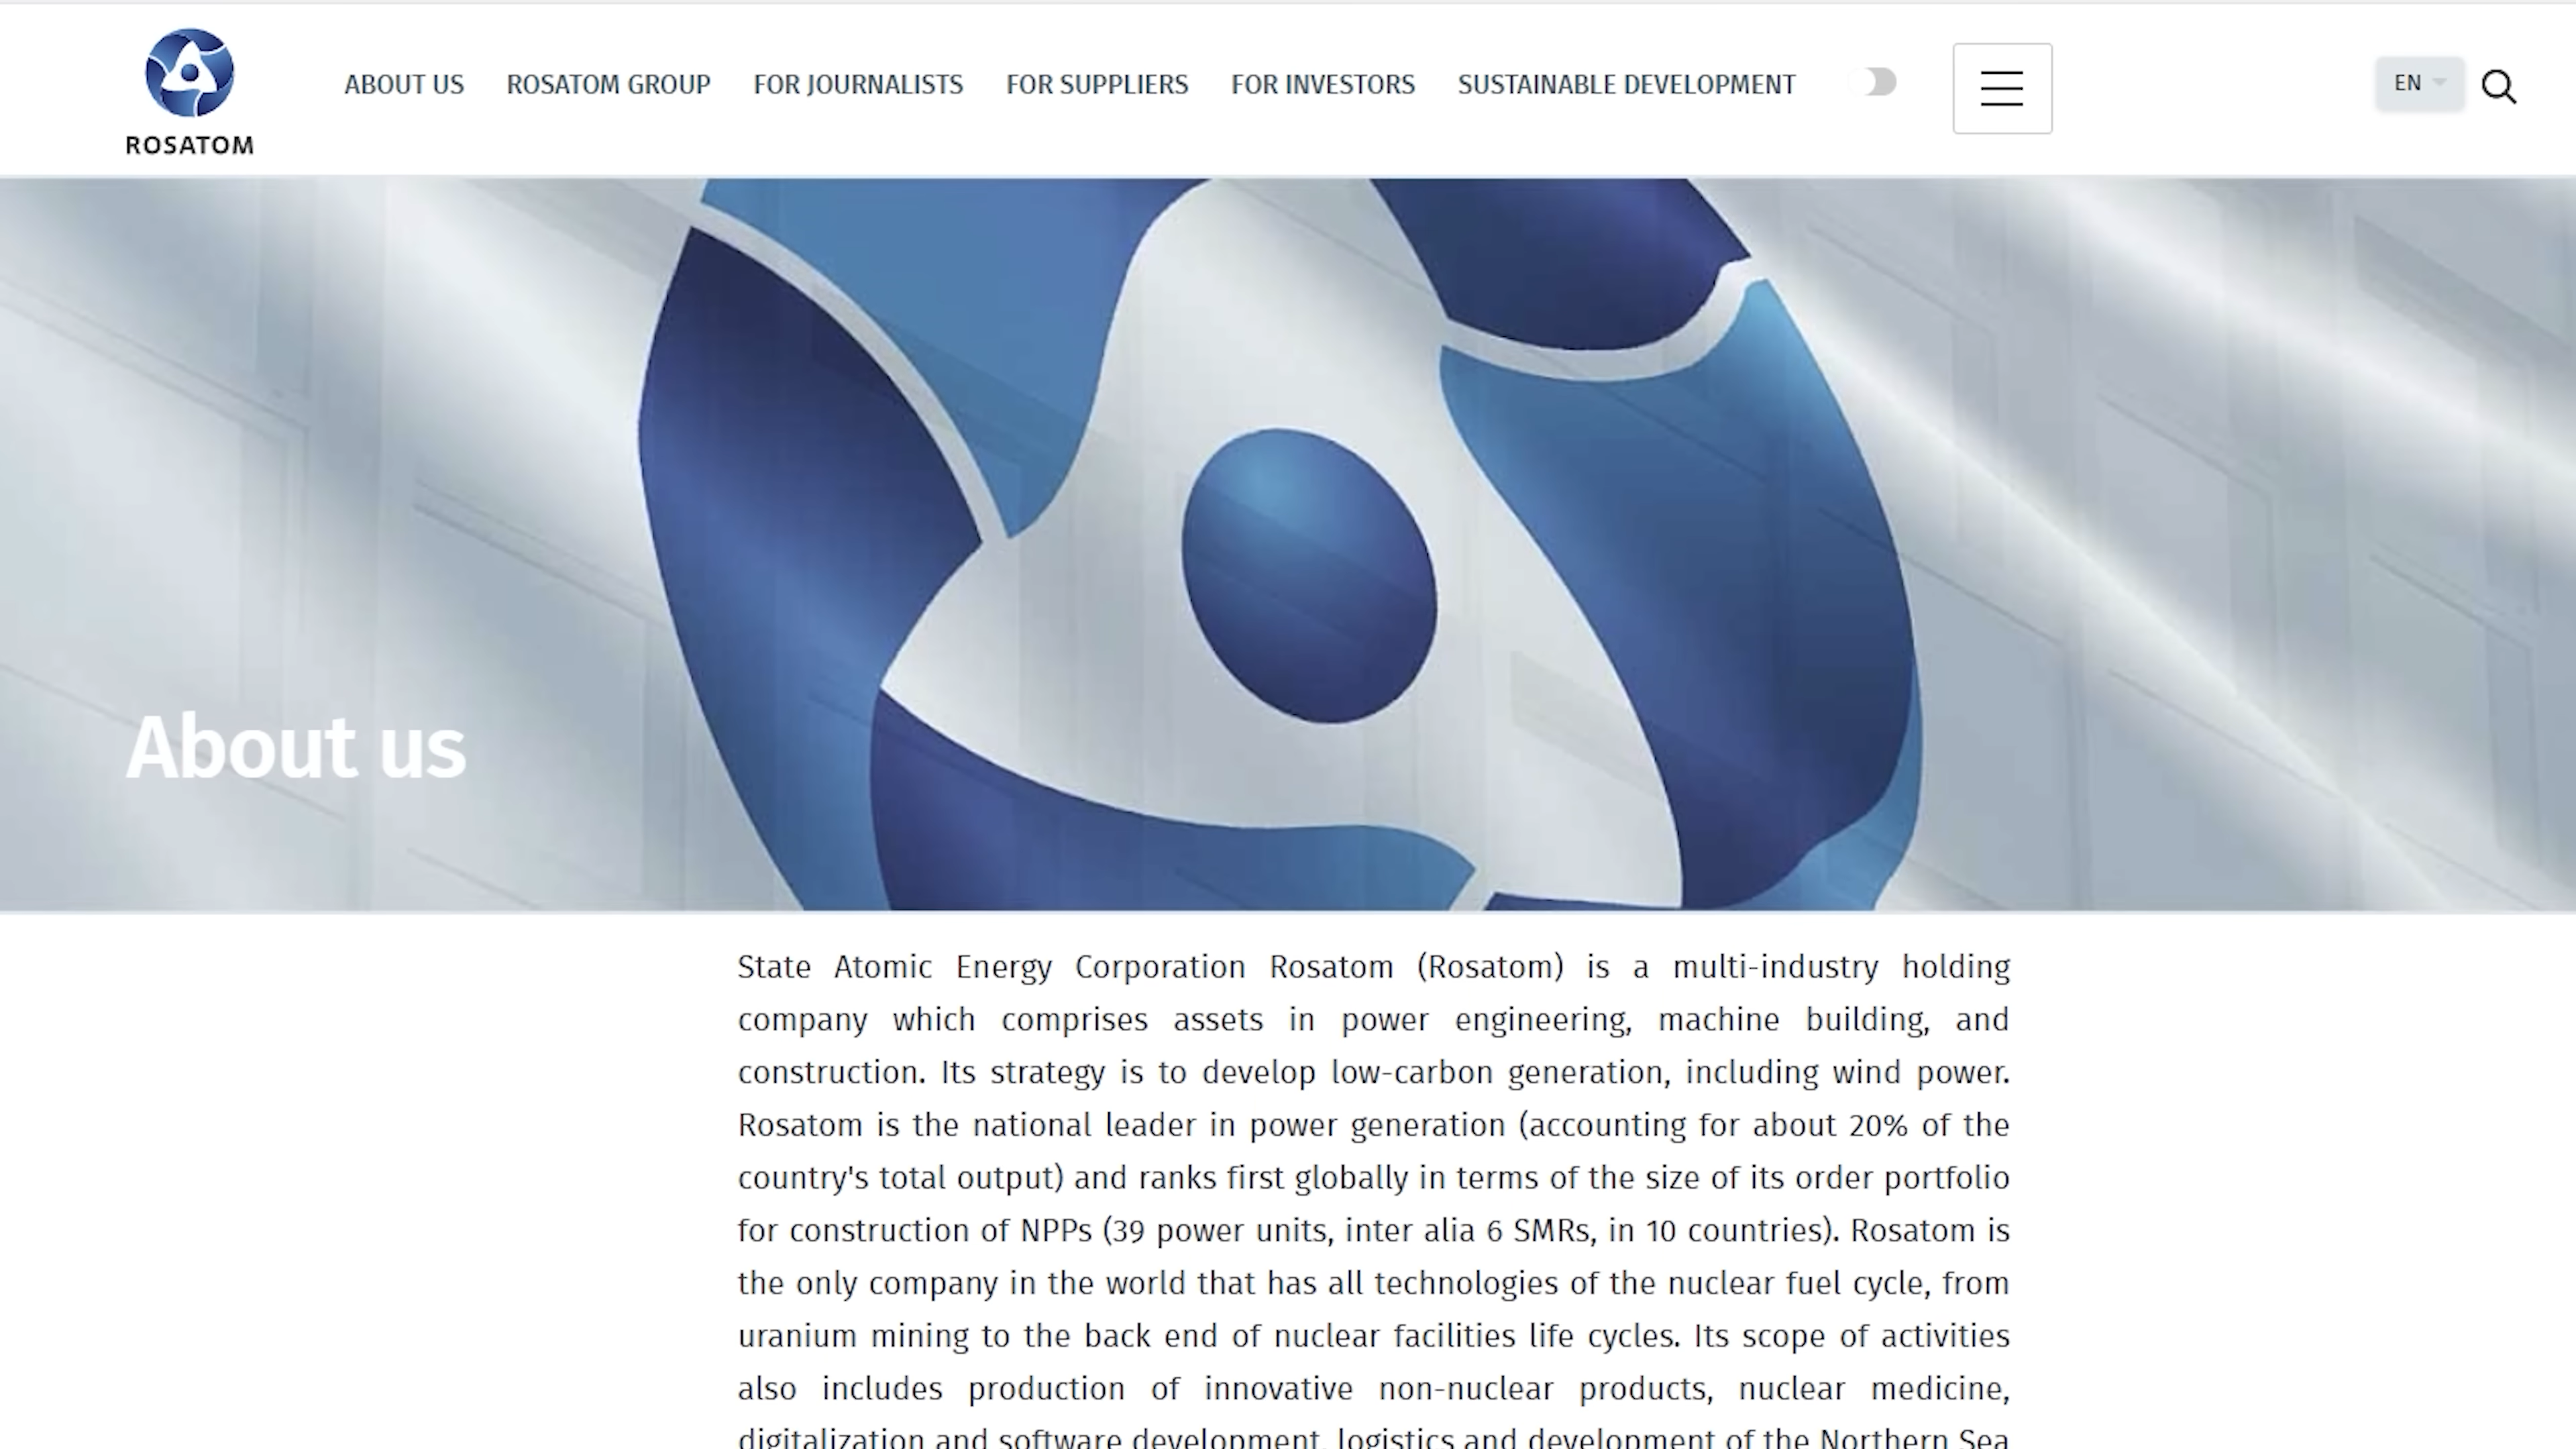 ROSATOM
ABOUT US ROSATOM GROUP FOR JOURNALISTS FOR SUPPLIERS FOR INVESTORS SUSTAINABLE DEVELOPMENT EN
About us
State Atomic Energy Corporation Rosatom (Rosatom) is a multi-industry holding
company which comprises assets in power engineering, machine building, and
construction. Its strategy is to develop low-carbon generation, including wind power.
Rosatom is the national leader in power generation (accounting for about 20% of the
country's total output) and ranks first globally in terms of the size of its order portfolio
for construction of NPPs (39 power units, inter alia 6 SMRs, in 10 countries). Rosatom is
the only company in the world that has all technologies of the nuclear fuel cycle, from
uranium mining to the back end of nuclear facilities life cycles. Its scope of activities
also includes production of innovative non-nuclear products, nuclear medicine,
digitalization and software development, logistics and development of the Northern Sea